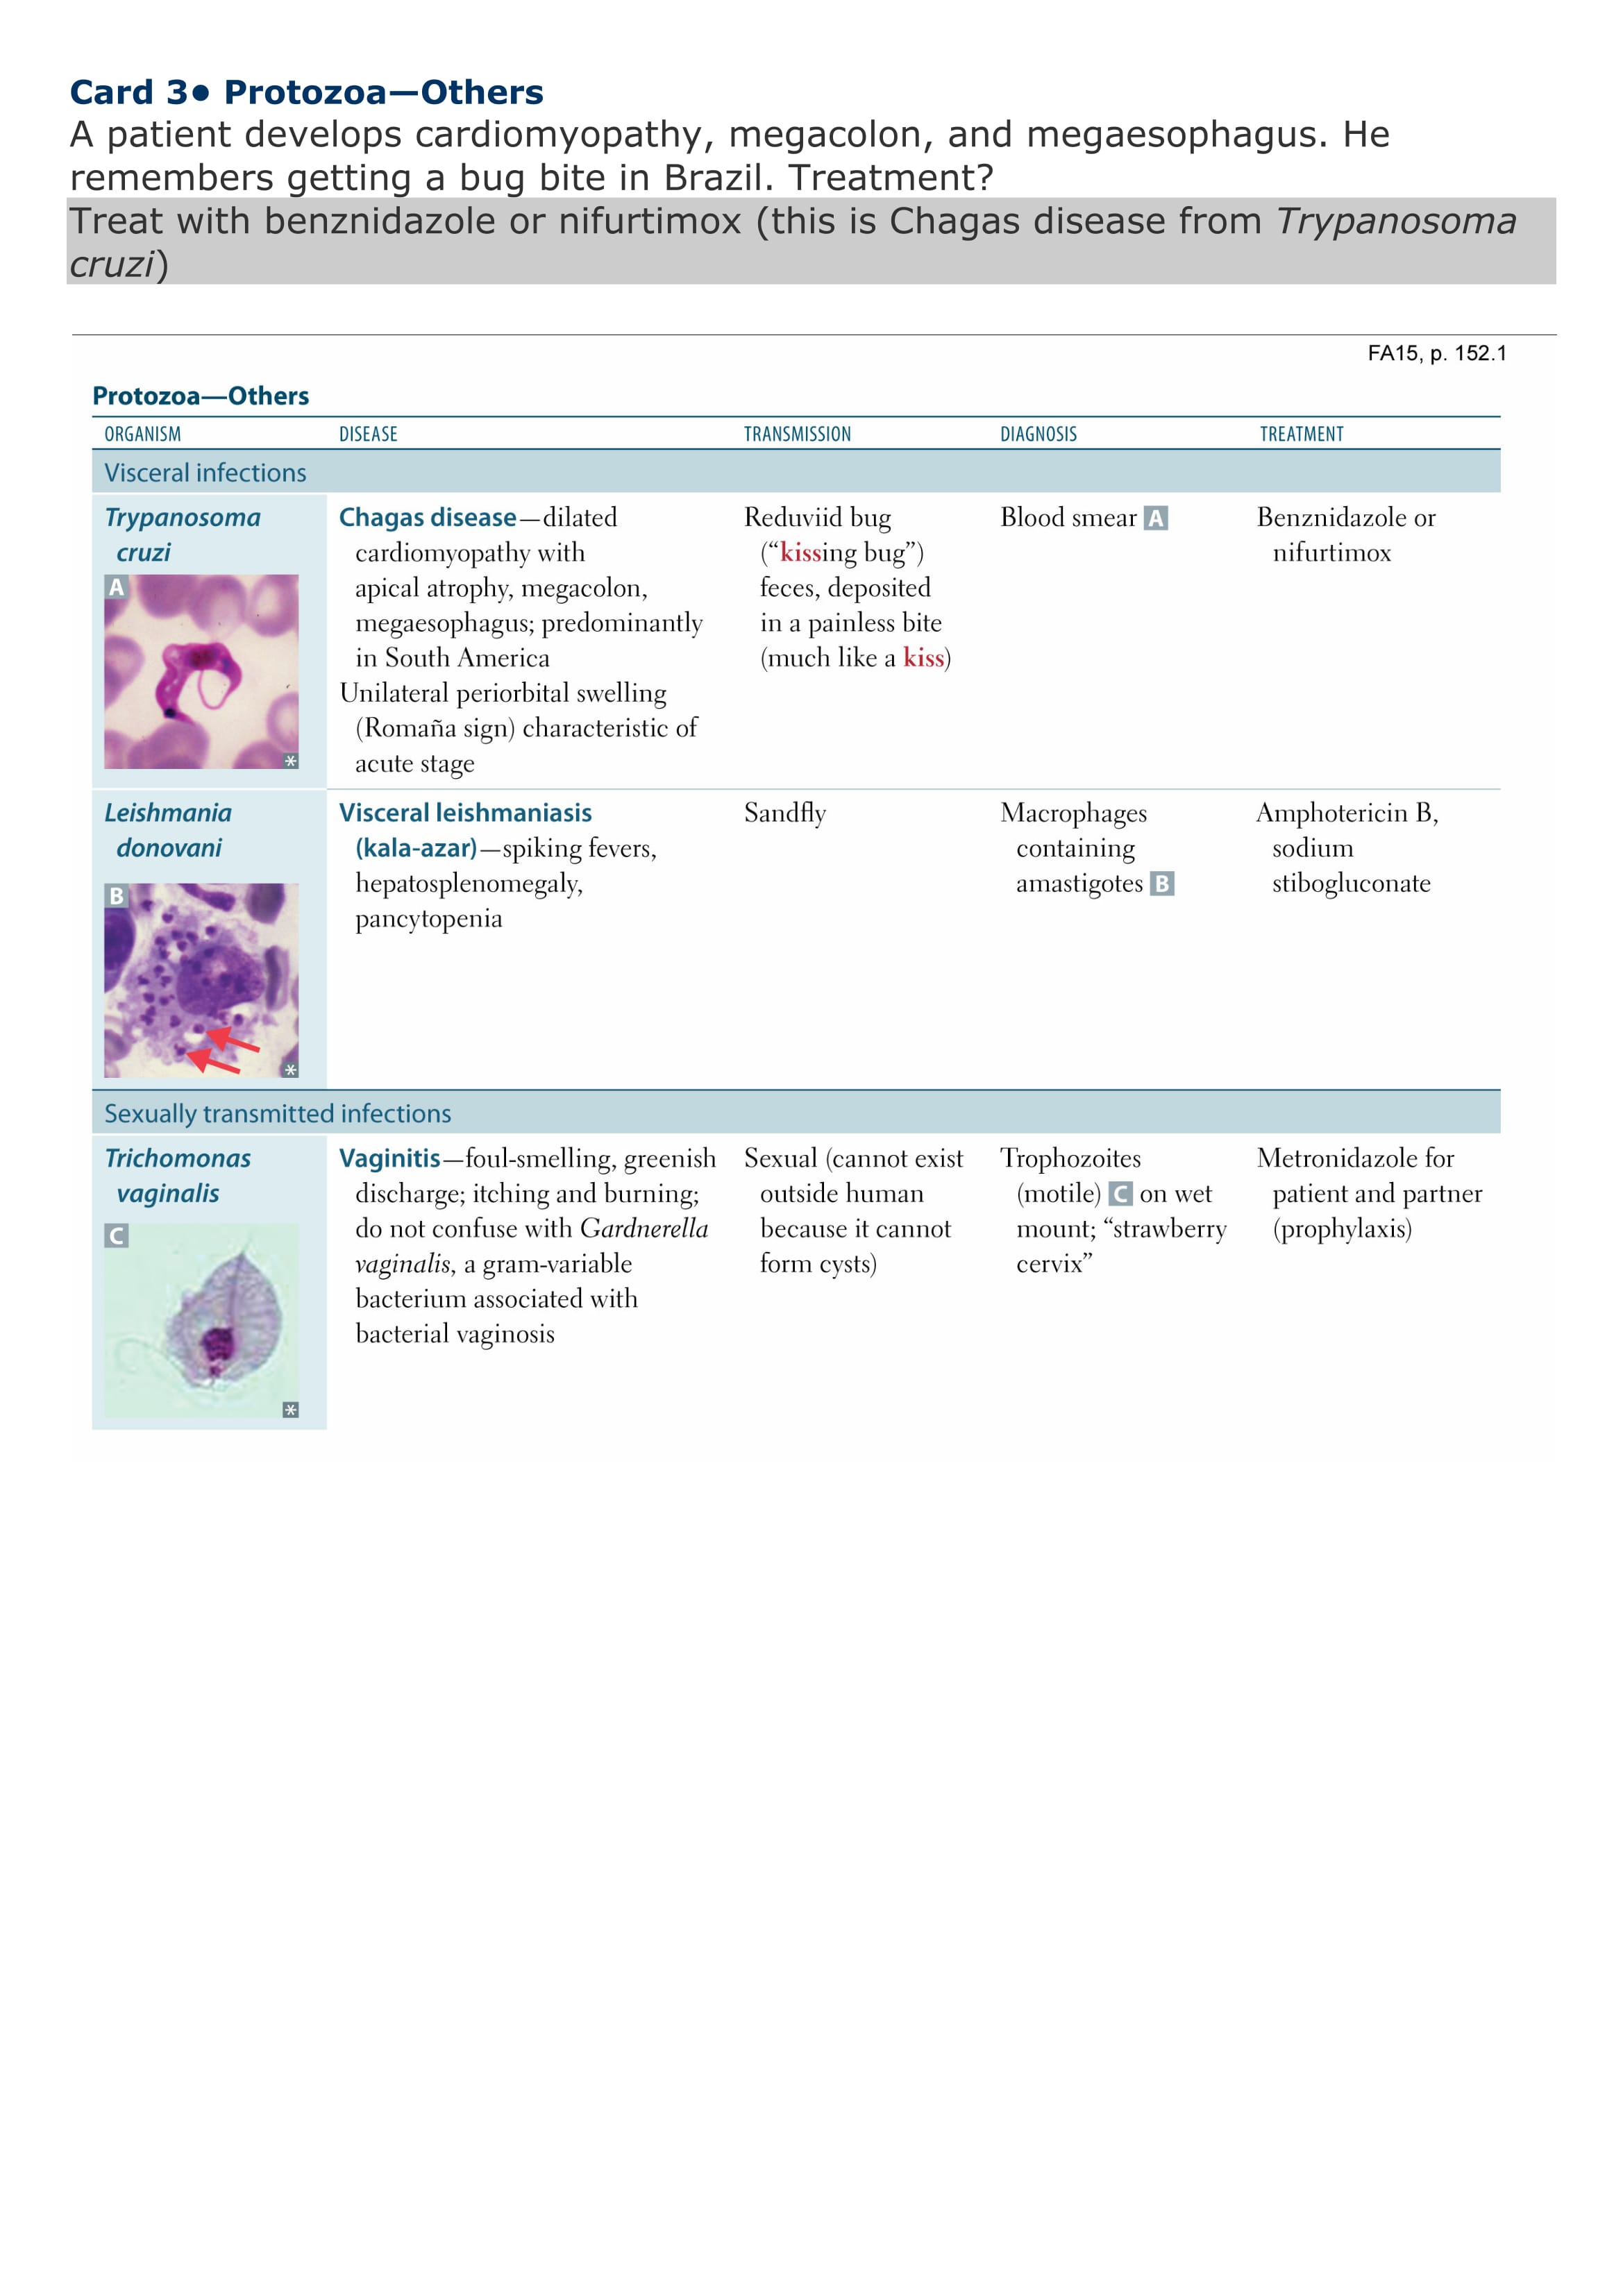 Card 3● Protozoa—Others
A patient develops cardiomyopathy, megacolon, and megaesophagus. He
remembers getting a bug bite in Brazil. Treatment?
Treat with benznidazole or nifurtimox (this is Chagas disease from Trypanosoma
cruzi)
FA15, p. 152.1
Protozoa—Others
ORGANISM DISEASE TRANSMISSION DIAGNOSIS TREATMENT
Visceral infections
Trypanosoma
cruzi
A
*
Chagas disease—dilated
cardiomyopathy with
apical atrophy, megacolon,
megaesophagus; predominantly
in South America
Unilateral periorbital swelling
(Romaña sign) characteristic of
acute stage
Reduviid bug
(“kissing bug”)
feces, deposited
in a painless bite
(much like a kiss)
Blood smear A
Benznidazole or
nifurtimox
Leishmania
donovani
B
*
Visceral leishmaniasis
(kala-azar)—spiking fevers,
hepatosplenomegaly,
pancytopenia
Sandfly
Macrophages
containing
amastigotes B
Amphotericin B,
sodium
stibogluconate
Sexually transmitted infections
Trichomonas
vaginalis
C
*
Vaginitis—foul-smelling, greenish
discharge; itching and burning;
do not confuse with Gardnerella
vaginalis, a gram-variable
bacterium associated with
bacterial vaginosis
Sexual (cannot exist
outside human
because it cannot
form cysts)
Trophozoites
(motile) C on wet
mount; “strawberry
cervix”
Metronidazole for
patient and partner
(prophylaxis)